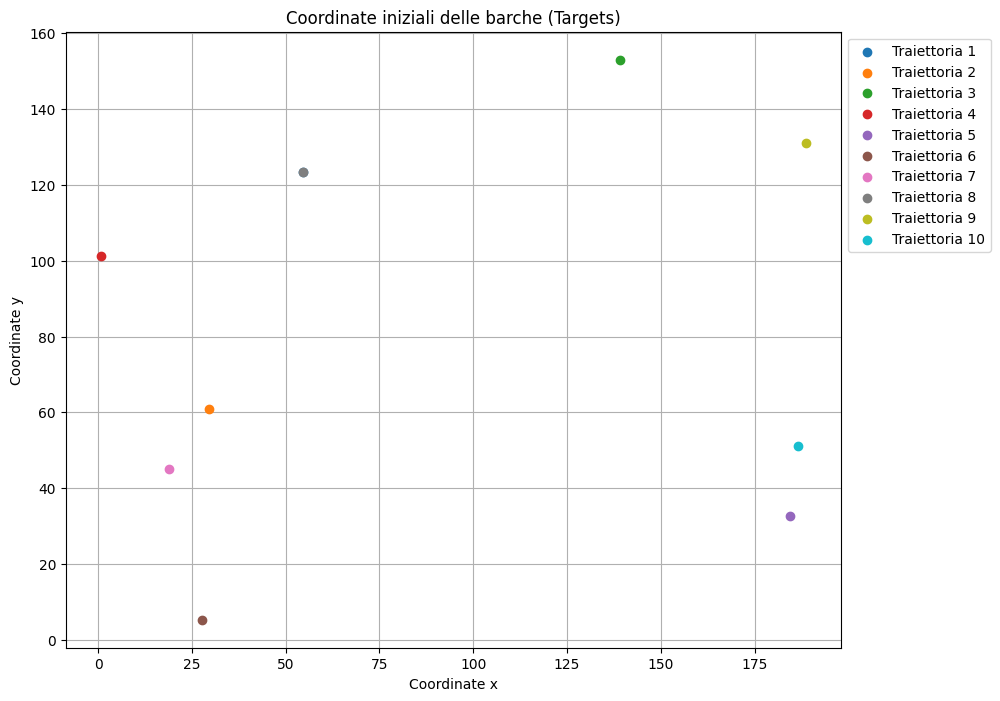 Coordinate iniziali delle barche (Targets)
160
140
120
100
80
60
40
20
0
Coordinate y
0
25
50
75
100
125
150
175
Coordinate x
Traiettoria 1
Traiettoria 2
Traiettoria 3
Traiettoria 4
Traiettoria 5
Traiettoria 6
Traiettoria 7
Traiettoria 8
Traiettoria 9
Traiettoria 10